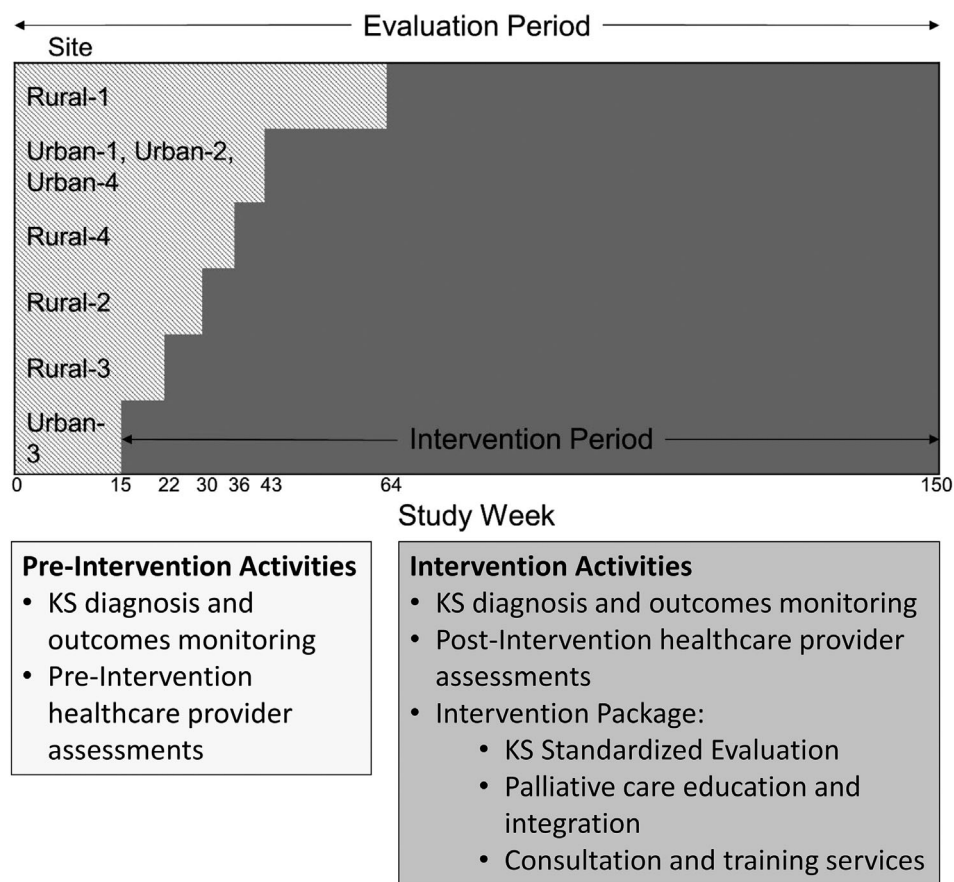 Evaluation Period
Site
Rural-1
Urban-1, Urban-2,
Urban-4
Rural-4
Rural-2
Rural-3
Urban-
3
Intervention Period
0 15 22 30 36 43 64 150
Study Week
Pre-Intervention Activities
• KS diagnosis and
outcomes monitoring
• Pre-Intervention
healthcare provider
assessments
Intervention Activities
• KS diagnosis and outcomes monitoring
• Post-Intervention healthcare provider
assessments
• Intervention Package:
• KS Standardized Evaluation
• Palliative care education and
integration
• Consultation and training services